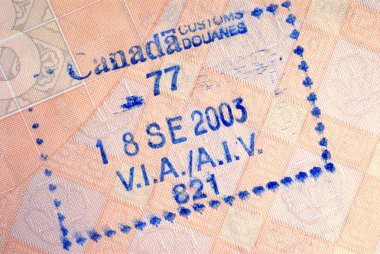 Canada CUSTOMS
DOUANES
77
18 SE 2003
V.I.A./A.I.V.
821